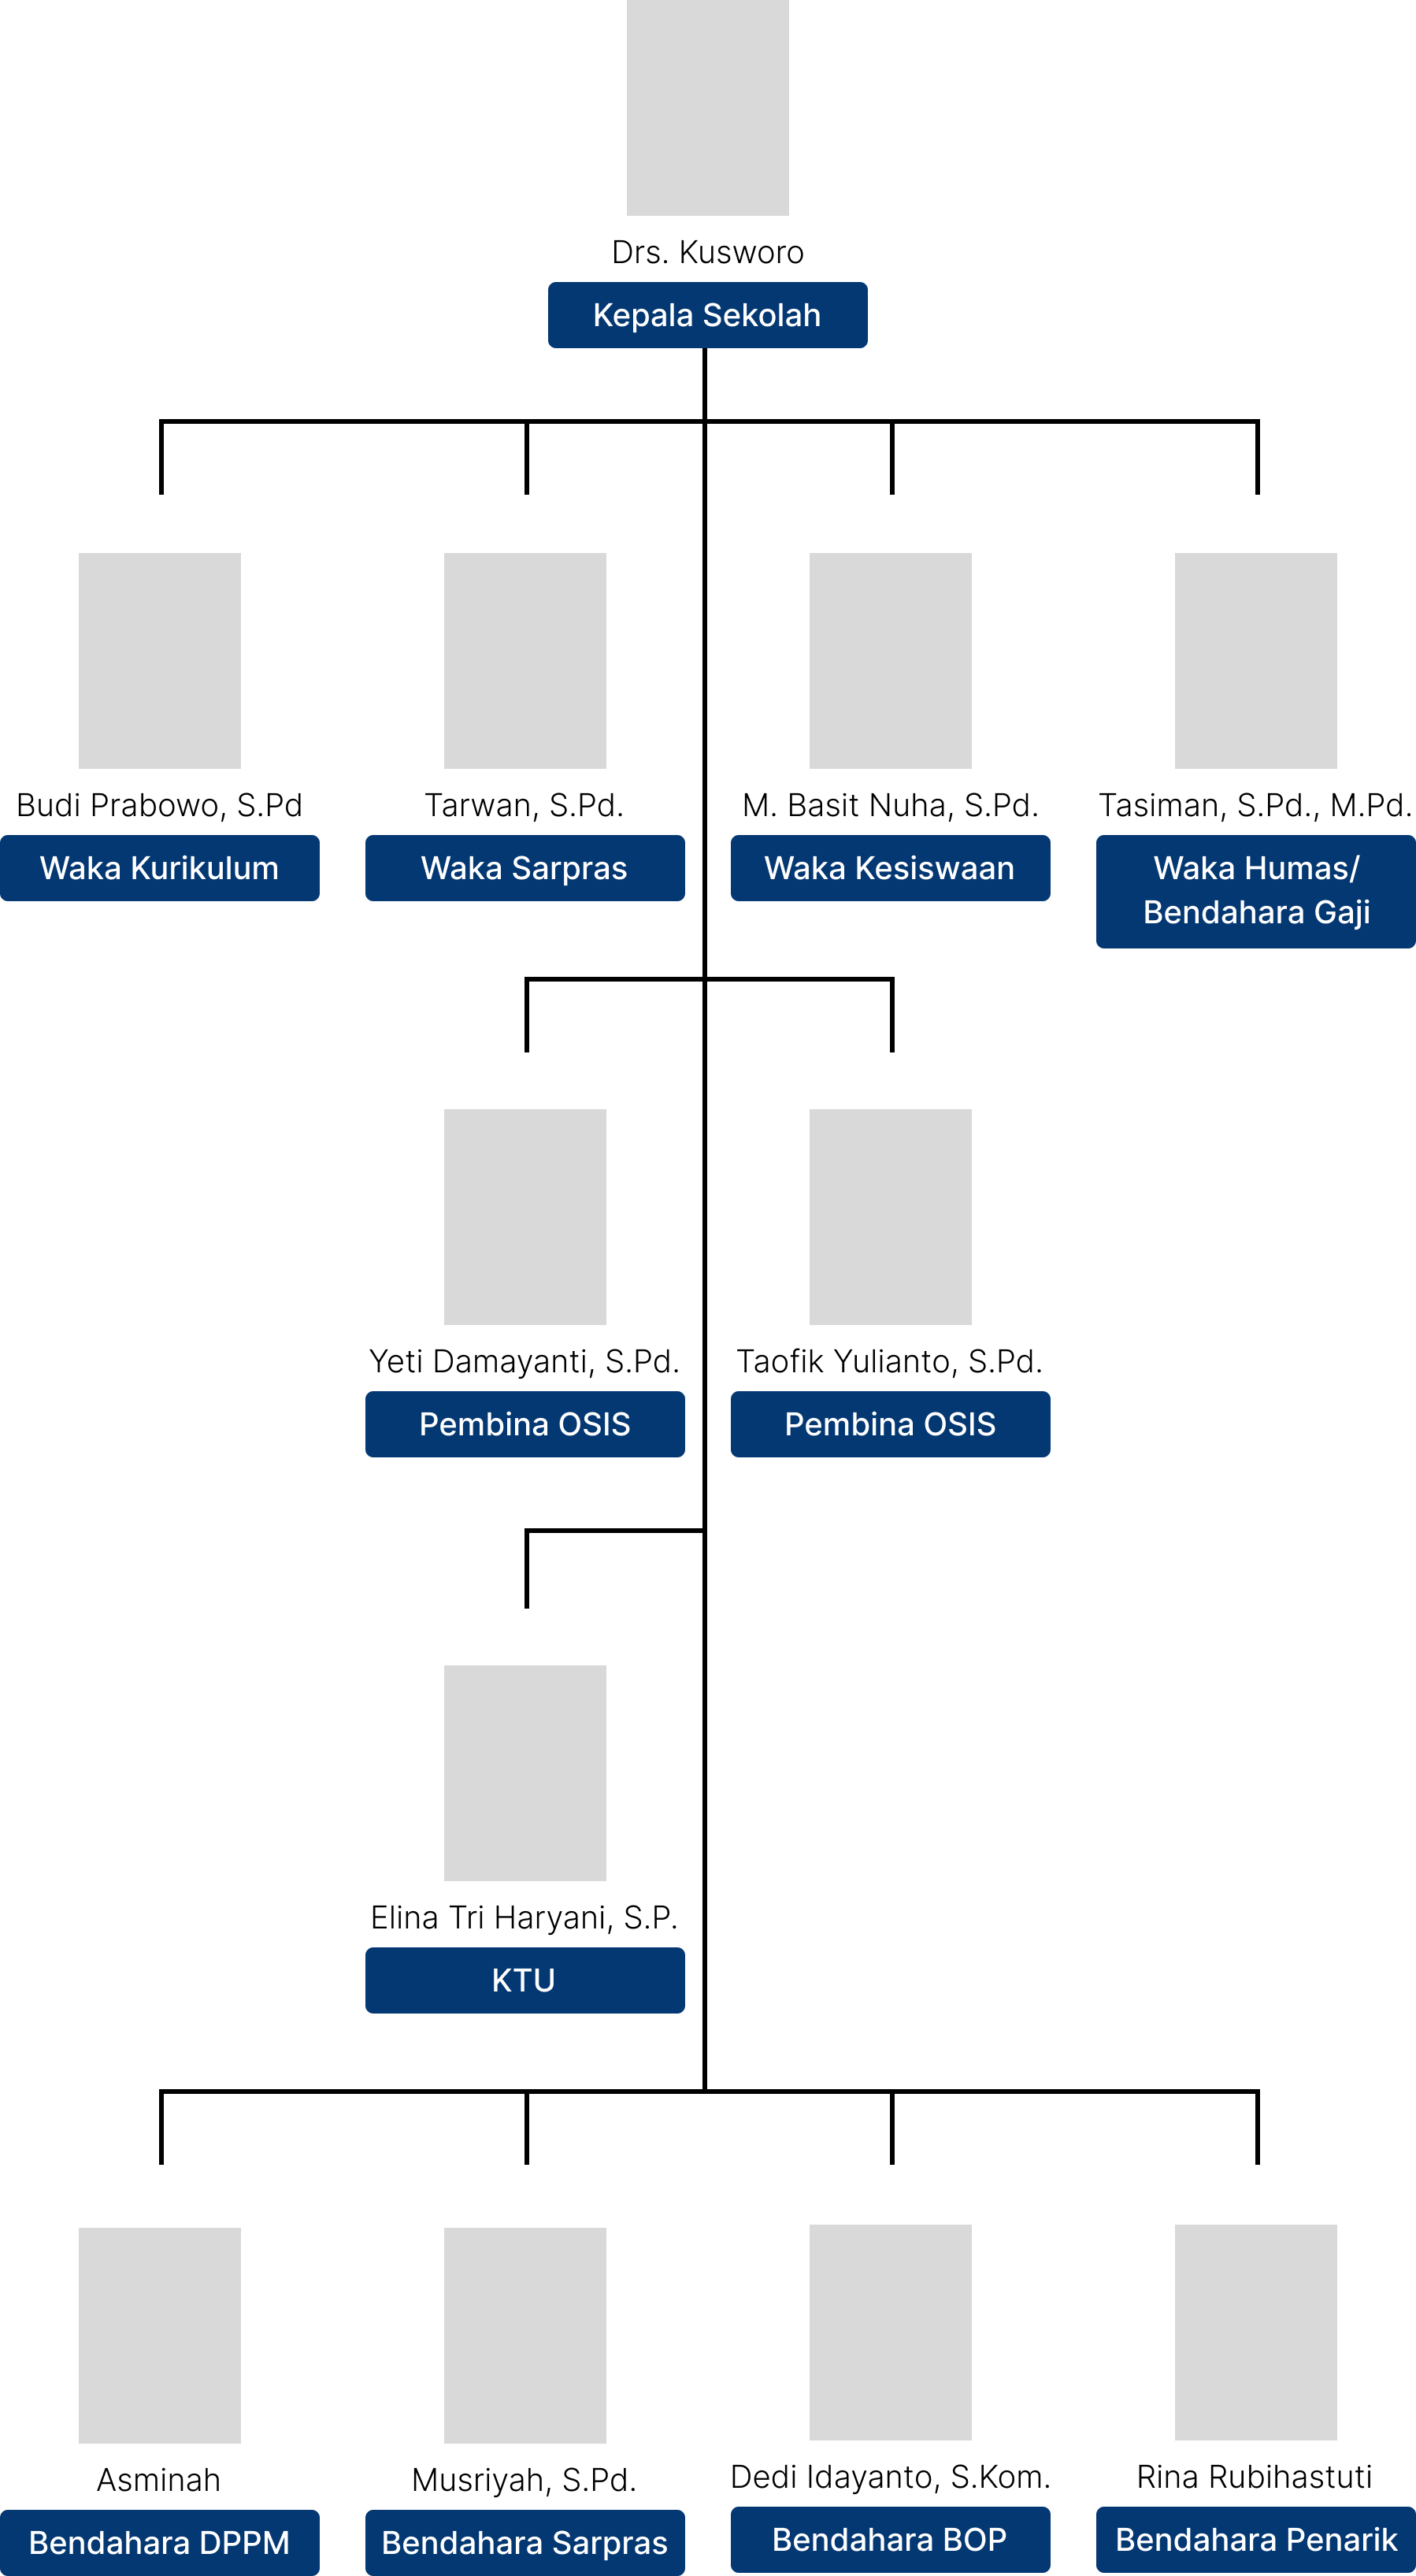 Drs. Kusworo
Kepala Sekolah
Budi Prabowo, S.Pd
Waka Kurikulum
Tarwan, S.Pd.
Waka Sarpras
M. Basit Nuha, S.Pd.
Waka Kesiswaan
Tasiman, S.Pd., M.Pd.
Waka Humas/
Bendahara Gaji
Yeti Damayanti, S.Pd.
Pembina OSIS
Taofik Yulianto, S.Pd.
Pembina OSIS
Elina Tri Haryani, S.P.
KTU
Asminah
Bendahara DPPM
Musriyah, S.Pd.
Bendahara Sarpras
Dedi Idayanto, S.Kom.
Bendahara BOP
Rina Rubihastuti
Bendahara Penarik